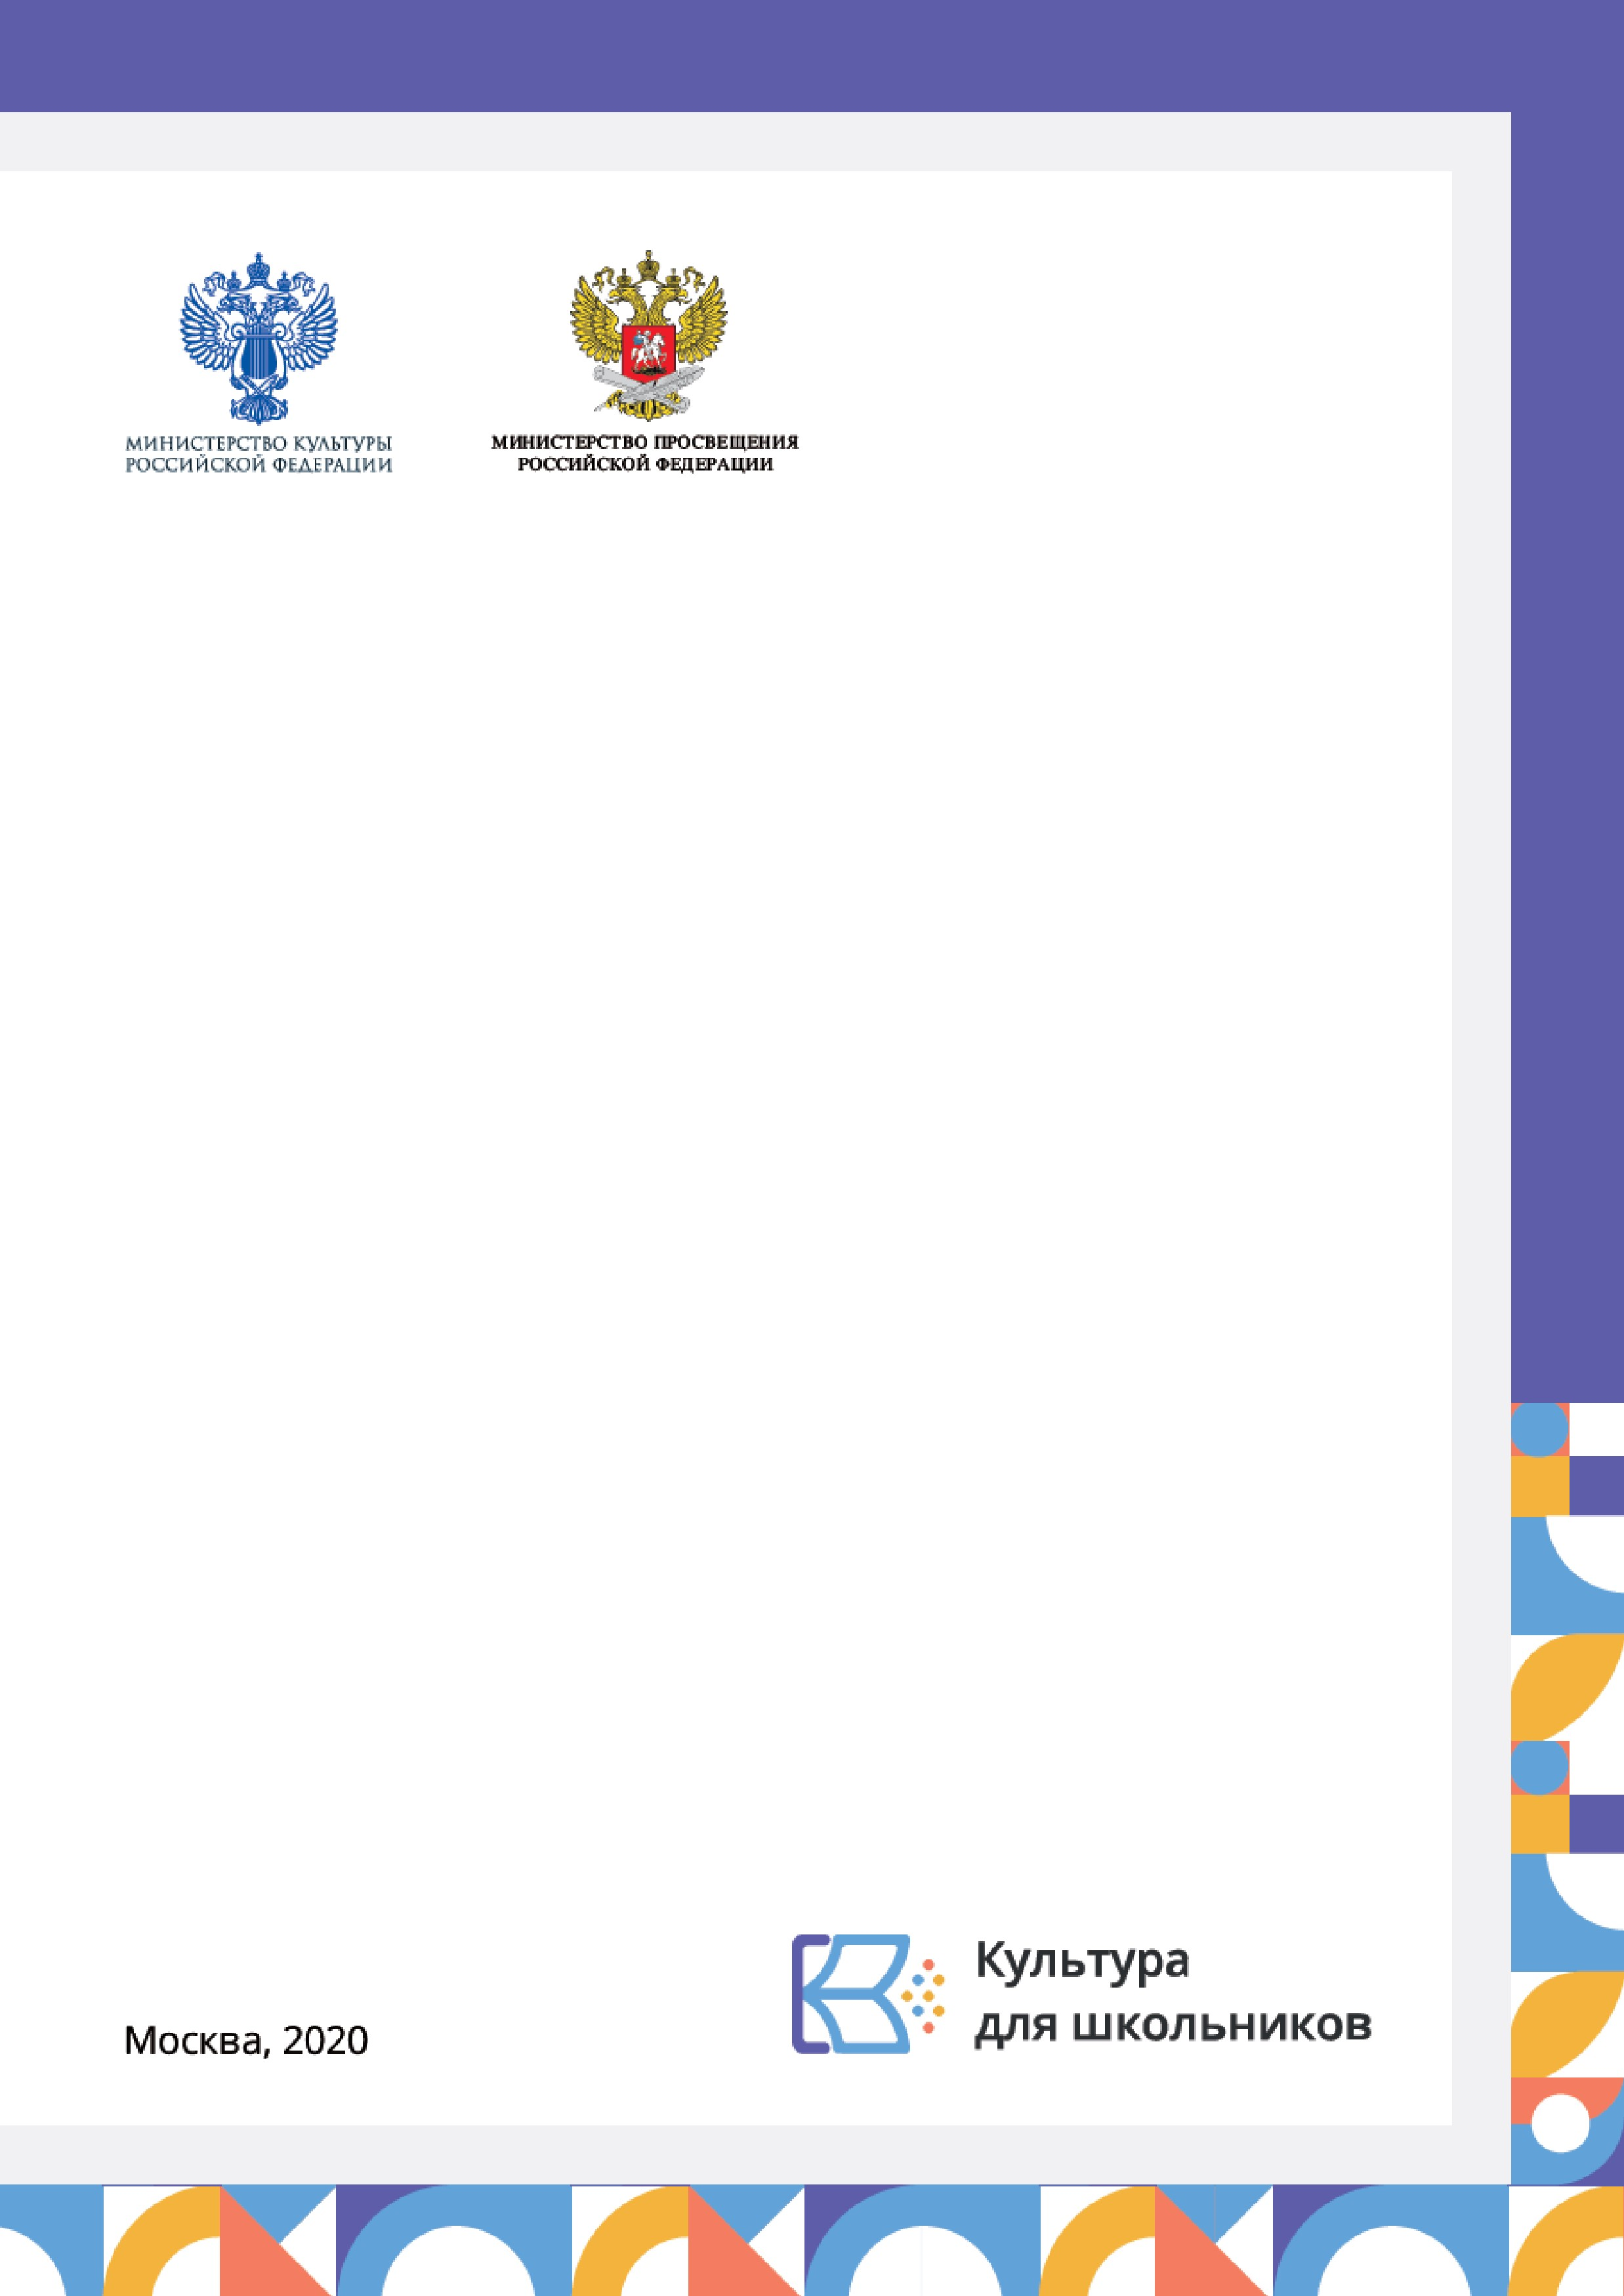 МИНИСТЕРСТВО КУЛЬТУРЫ
РОССИЙСКОЙ ФЕДЕРАЦИИ
МИНИСТЕРСТВО ПРОСВЕЩЕНИЯ
РОССИЙСКОЙ ФЕДЕРАЦИИ
Культура
для школьников
Москва, 2020